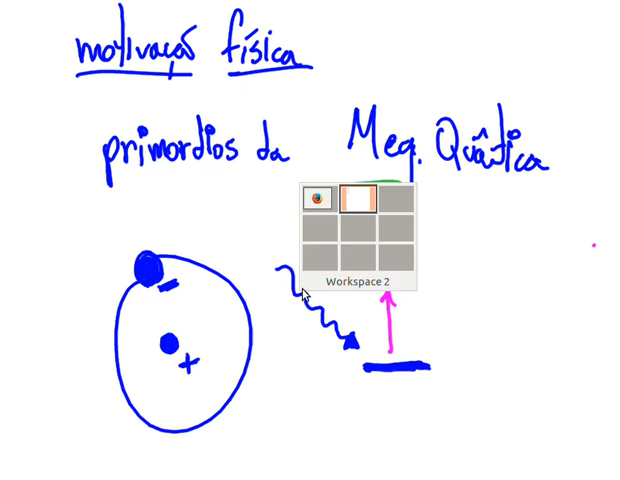 motivação física
primordios da Meq. Quântica
Workspace 2
-
+